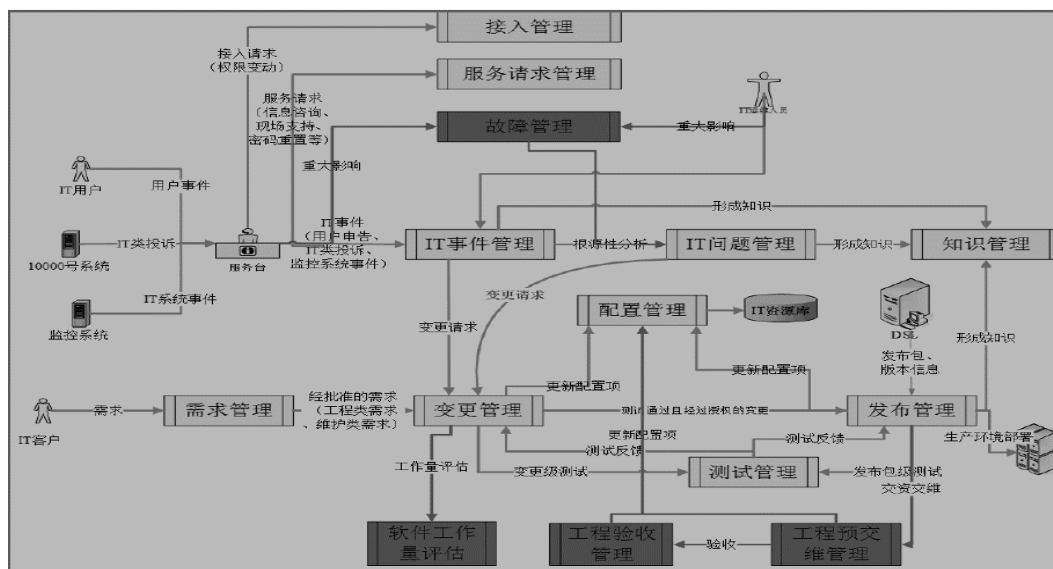 接入管理
接入请求
（权限变动）
服务请求管理
服务请求
（信息咨询、
现场支持、
密码重置等）
故障管理
重大影响
重大影响
IT用户
用户事件
形成知识
IT事件
（用户申告、
IT类投诉、
监控系统事件）
IT类投诉
10000号系统
服务台
IT事件管理
根源性分析
IT问题管理
形成知识
知识管理
变更请求
配置管理
IT资源库
IT系统事件
监控系统
变更请求
DSL
发布包、
版本信息
形成知识
更新配置项
更新配置项
IT客户
需求
需求管理
经批准的需求
（工程类需求
、维护类需求）
变更管理
测试通过且经过授权的变更
发布管理
更新配置项
测试反馈
测试反馈
生产环境部署
工作量评估
变更级测试
测试管理
发布包级测试
交资交维
软件工作
量评估
工程验收
管理
验收
工程预交
维管理